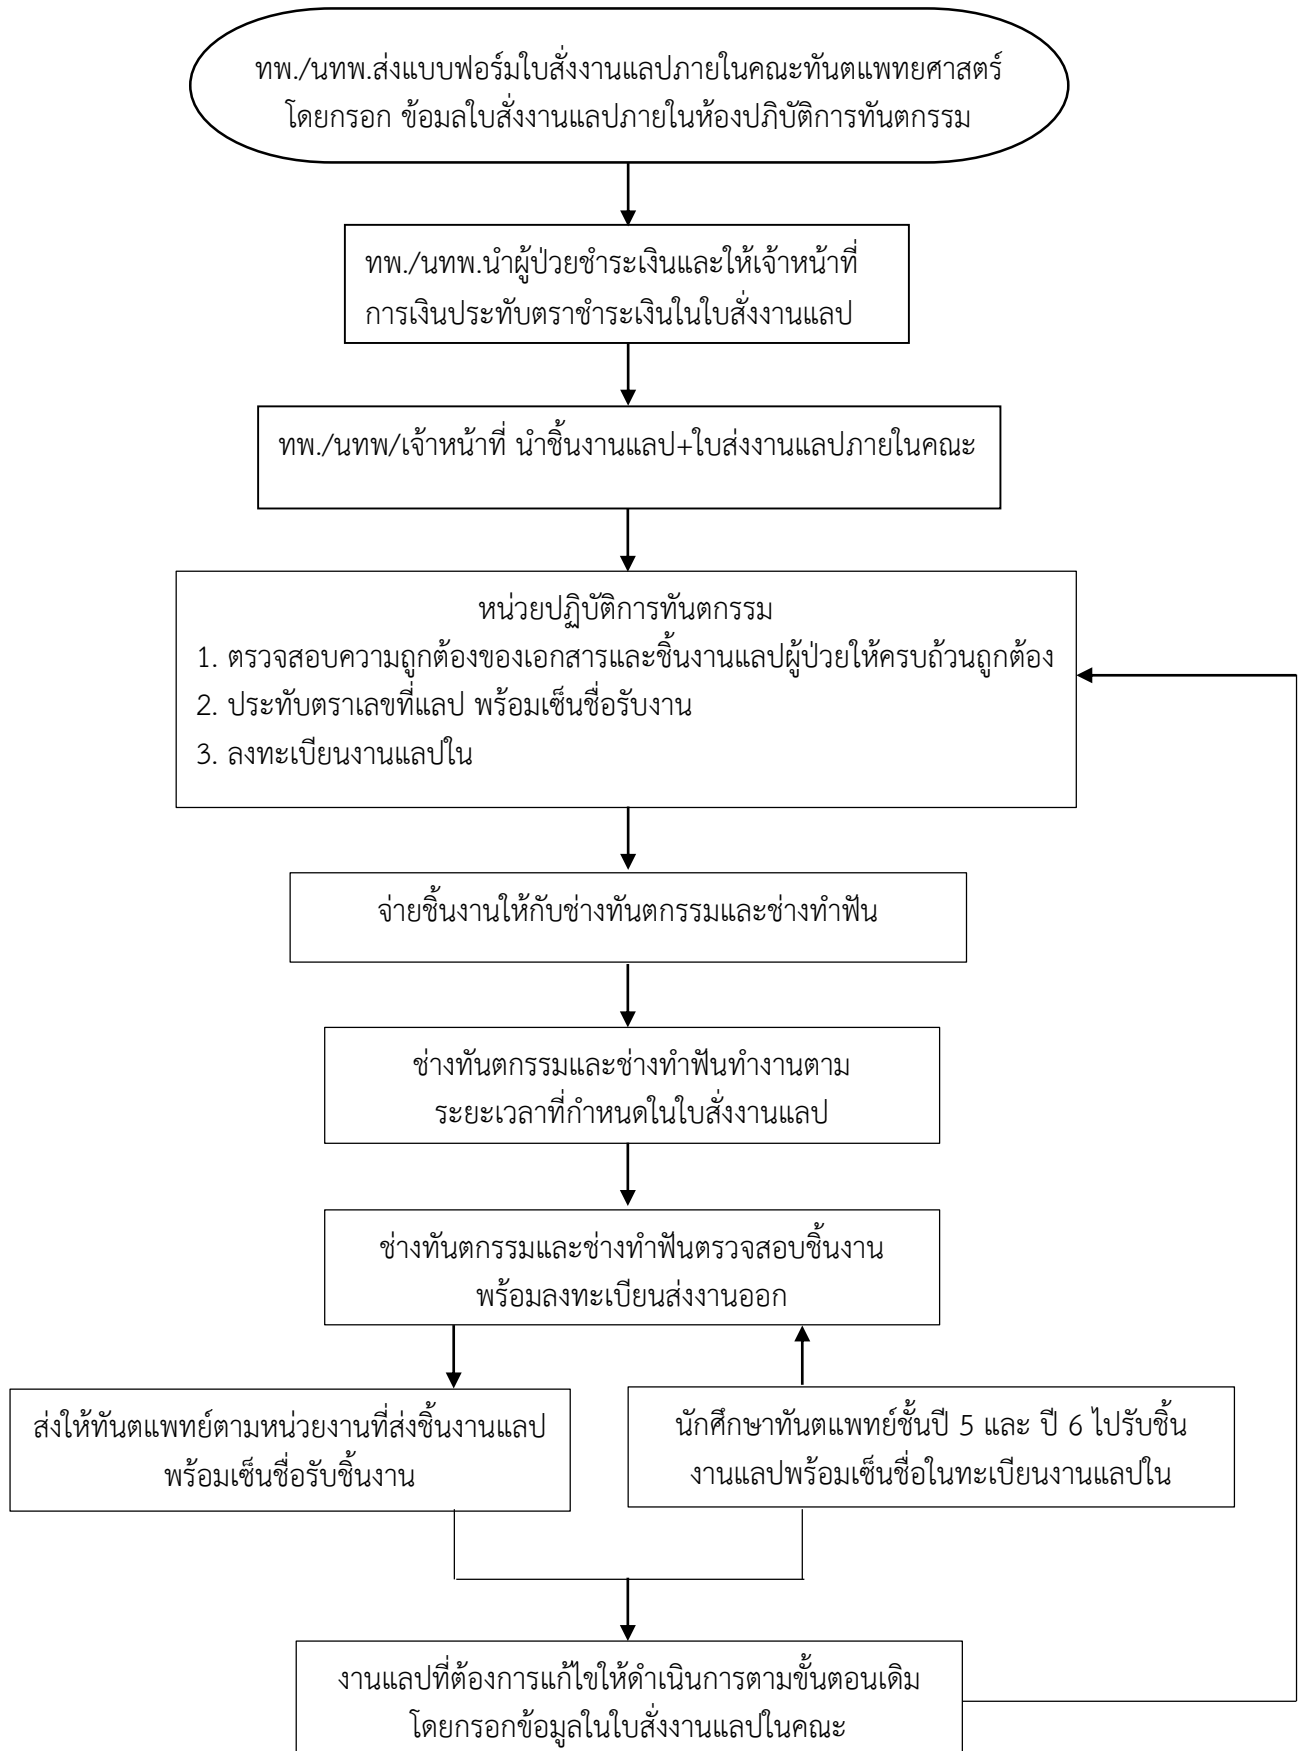 ทพ./นทพ.ส่งแบบฟอร์มใบสั่งงานแลปภายในคณะทันตแพทยศาสตร์
โดยกรอก ข้อมูลใบสั่งงานแลปภายในห้องปฏิบัติการทันตกรรม
ทพ./นทพ.นำผู้ป่วยชำระเงินและให้เจ้าหน้าที่
การเงินประทับตราชำระเงินในใบสั่งงานแลป
ทพ./นทพ/เจ้าหน้าที่ นำชิ้นงานแลป+ใบส่งงานแลปภายในคณะ
หน่วยปฏิบัติการทันตกรรม
1. ตรวจสอบความถูกต้องของเอกสารและชิ้นงานแลปผู้ป่วยให้ครบถ้วนถูกต้อง
2. ประทับตราเลขที่แลป พร้อมเซ็นชื่อรับงาน
3. ลงทะเบียนงานแลปใน
จ่ายชิ้นงานให้กับช่างทันตกรรมและช่างทำฟัน
ช่างทันตกรรมและช่างทำฟันทำงานตาม
ระยะเวลาที่กำหนดในใบสั่งงานแลป
ช่างทันตกรรมและช่างทำฟันตรวจสอบชิ้นงาน
พร้อมลงทะเบียนส่งงานออก
ส่งให้ทันตแพทย์ตามหน่วยงานที่ส่งชิ้นงานแลป
พร้อมเซ็นชื่อรับชิ้นงาน
นักศึกษาทันตแพทย์ชั้นปี 5 และ ปี 6 ไปรับชิ้น
งานแลปพร้อมเซ็นชื่อในทะเบียนงานแลปใน
งานแลปที่ต้องการแก้ไขให้ดำเนินการตามขั้นตอนเดิม
โดยกรอกข้อมูลในใบสั่งงานแลปในคณะ